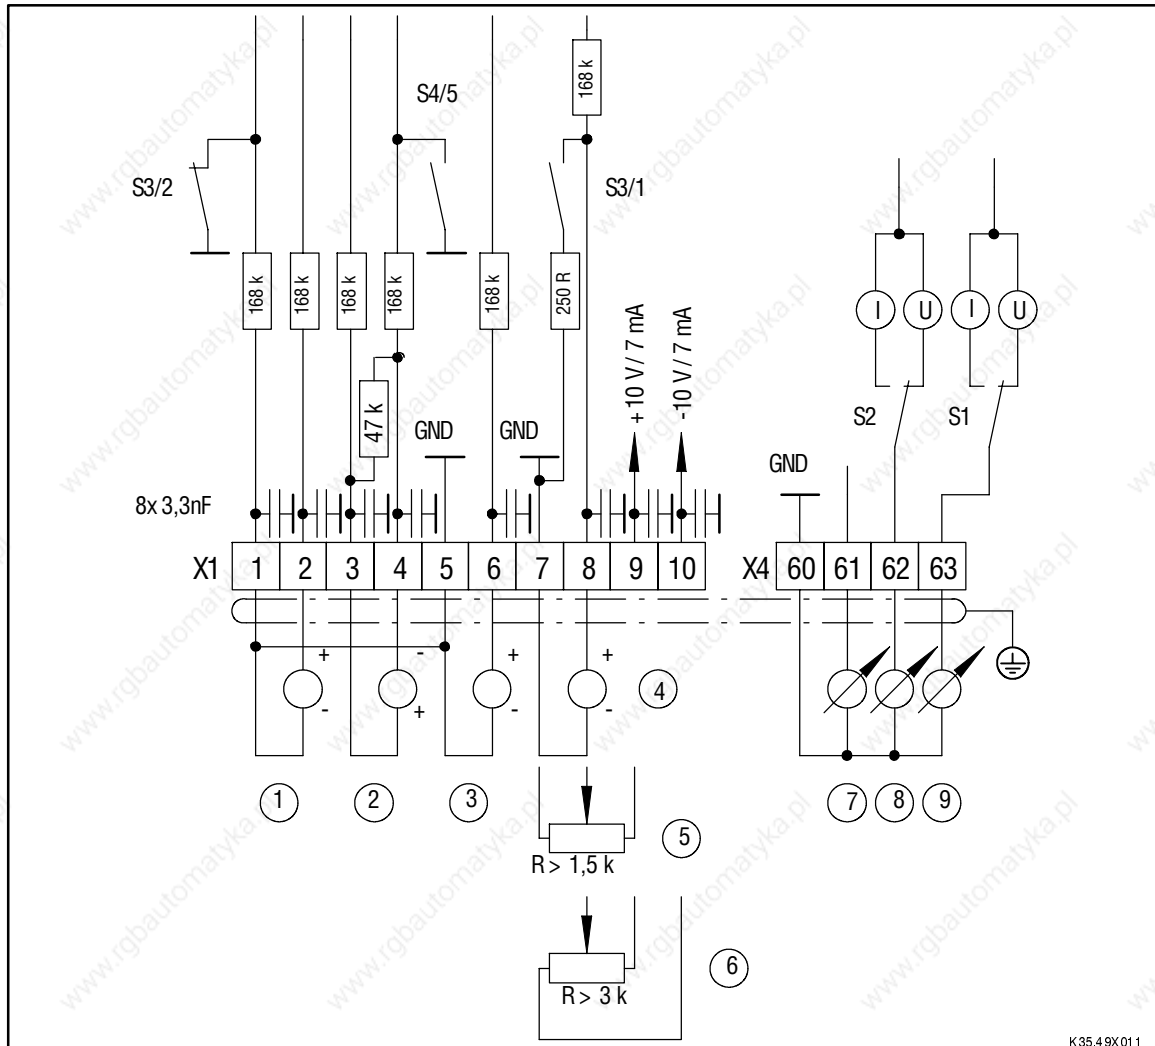 168 k
S4/5
S3/2
S3/1
168 k
168 k
168 k
168 k
168 k
250 R
I
U
I
U
+10 V / 7 mA
-10 V / 7 mA
47 k
S2
S1
GND
GND
GND
8x 3,3nF
X1
1
2
3
4
5
6
7
8
9
10
X4
60
61
62
63
+
-
+
+
-
+
-
-
+
4
1
2
3
7
8
9
5
R > 1,5 k
6
R > 3 k
K35.49X011
www.rgbautomatyka.pl